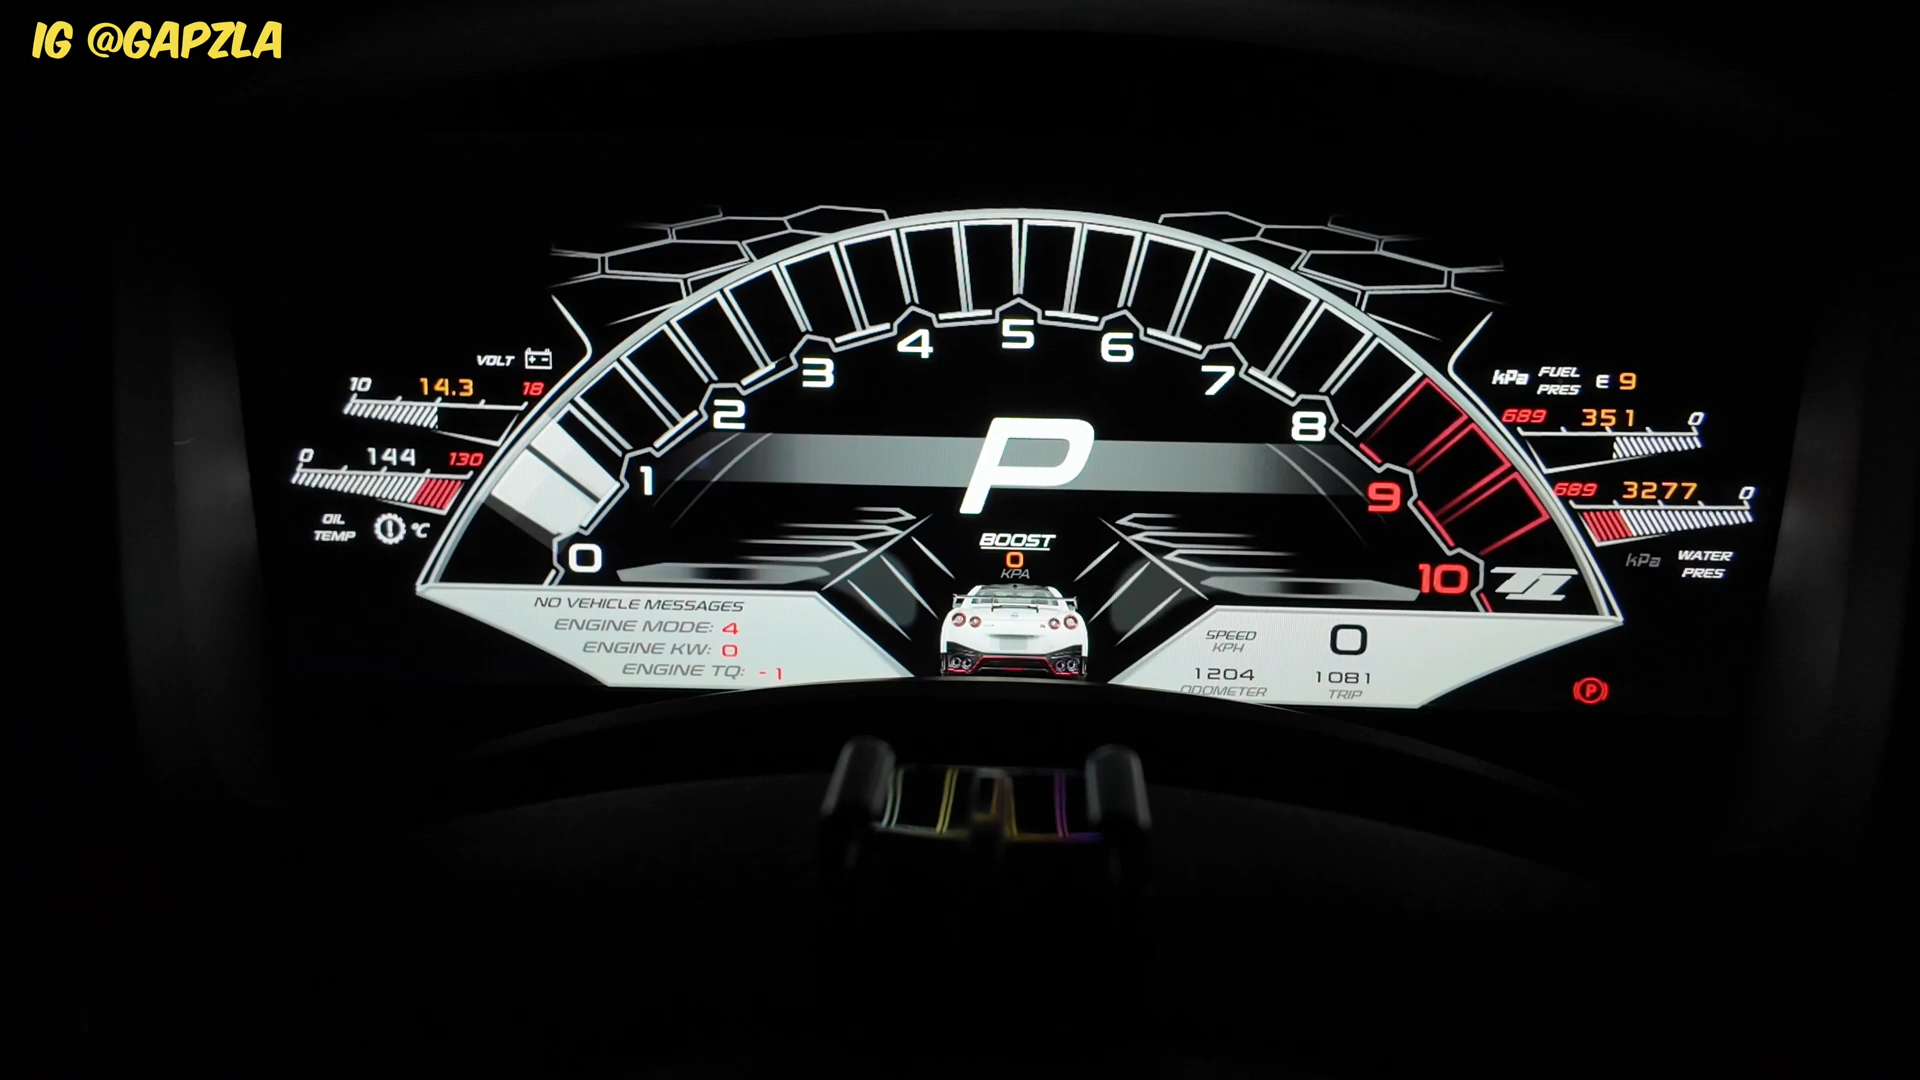 IG @GAPZLA
VOLT
10 14.3 18
0 144 130
OIL
TEMP °C
0 1 2 3 4 5 6 7 8 9 10
P
BOOST
0
KPA
kPa FUEL
PRES E 9
689 351 0
689 3277 0
kPa WATER
PRES
NO VEHICLE MESSAGES
ENGINE MODE: 4
ENGINE KW: 0
ENGINE TQ: -1
SPEED
KPH 0
1204 1081
ODOMETER TRIP
P